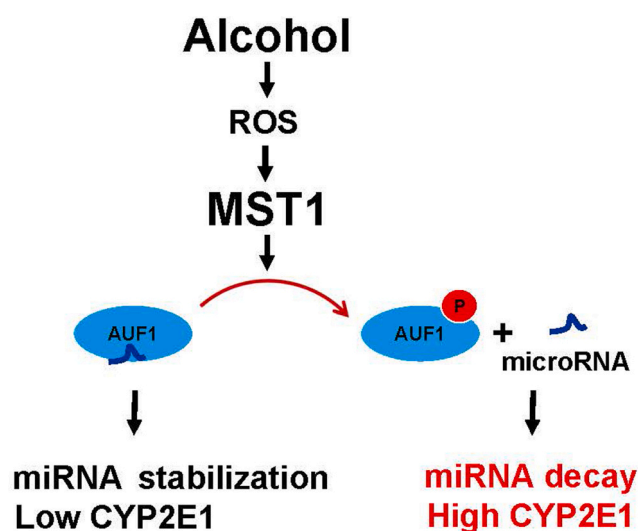 Alcohol
ROS
MST1
AUF1
P
AUF1
+
microRNA
miRNA stabilization
Low CYP2E1
miRNA decay
High CYP2E1